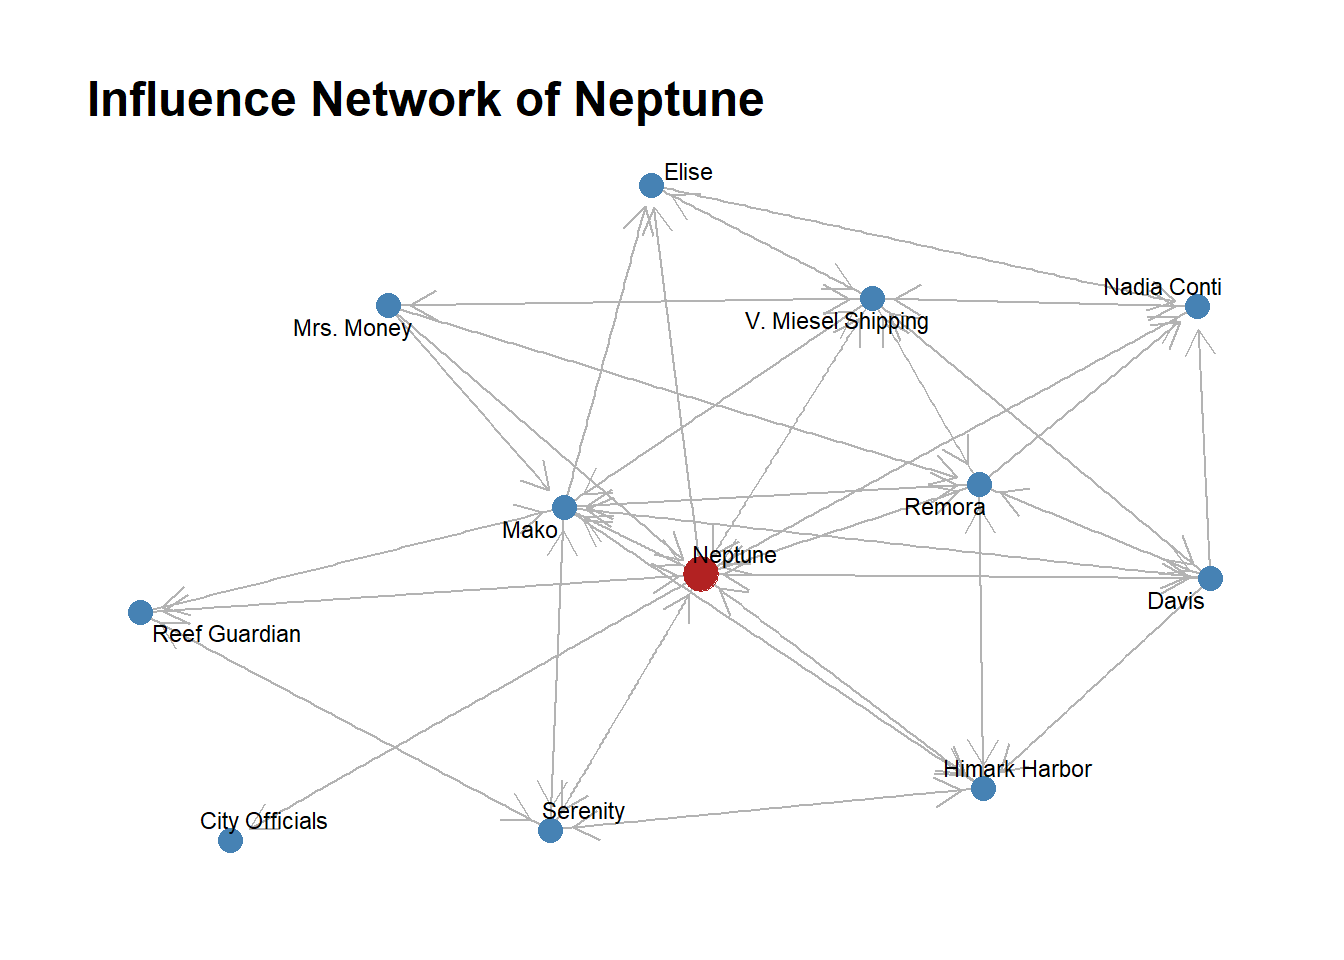 Influence Network of Neptune
Elise
Nadia Conti
Mrs. Money
V. Miesel Shipping
Remora
Mako
Neptune
Davis
Reef Guardian
Himark Harbor
City Officials
Serenity